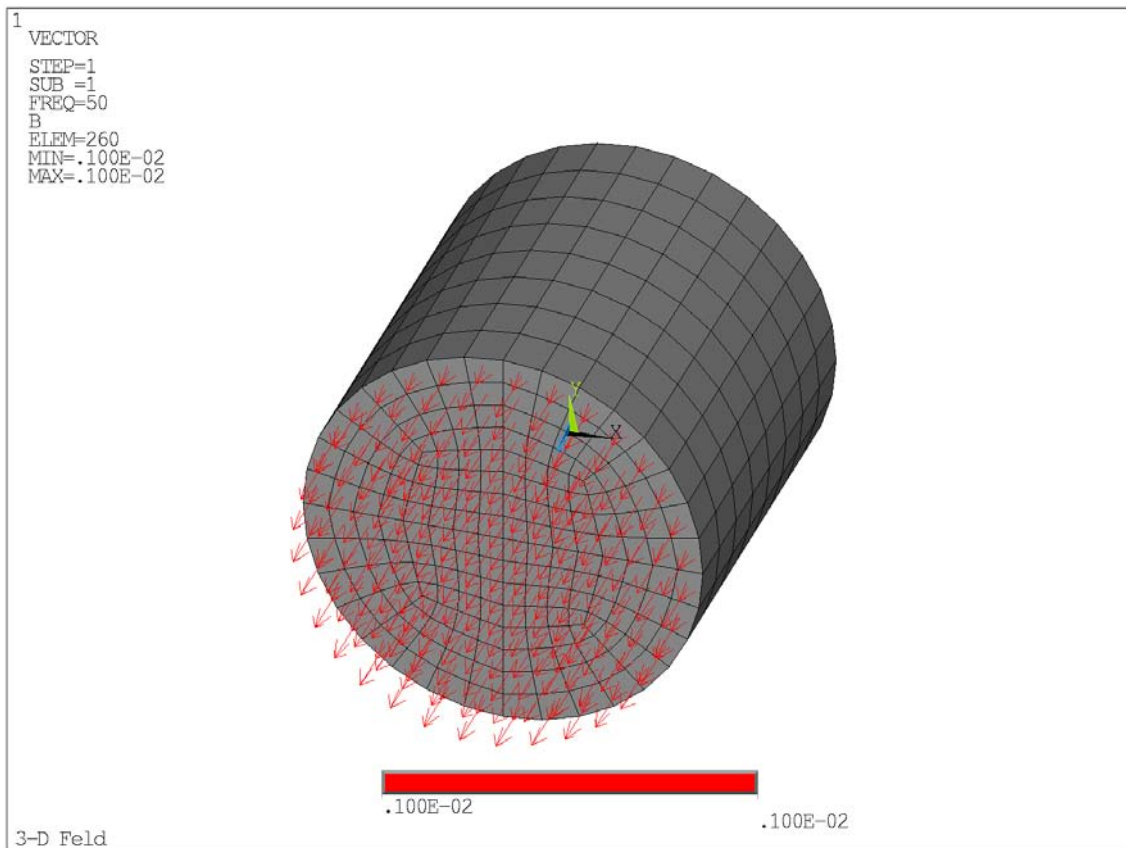 1
VECTOR
STEP=1
SUB =1
FREQ=50
B
ELEM=260
MIN=.100E-02
MAX=.100E-02
Y
X
.100E-02
.100E-02
3-D Feld